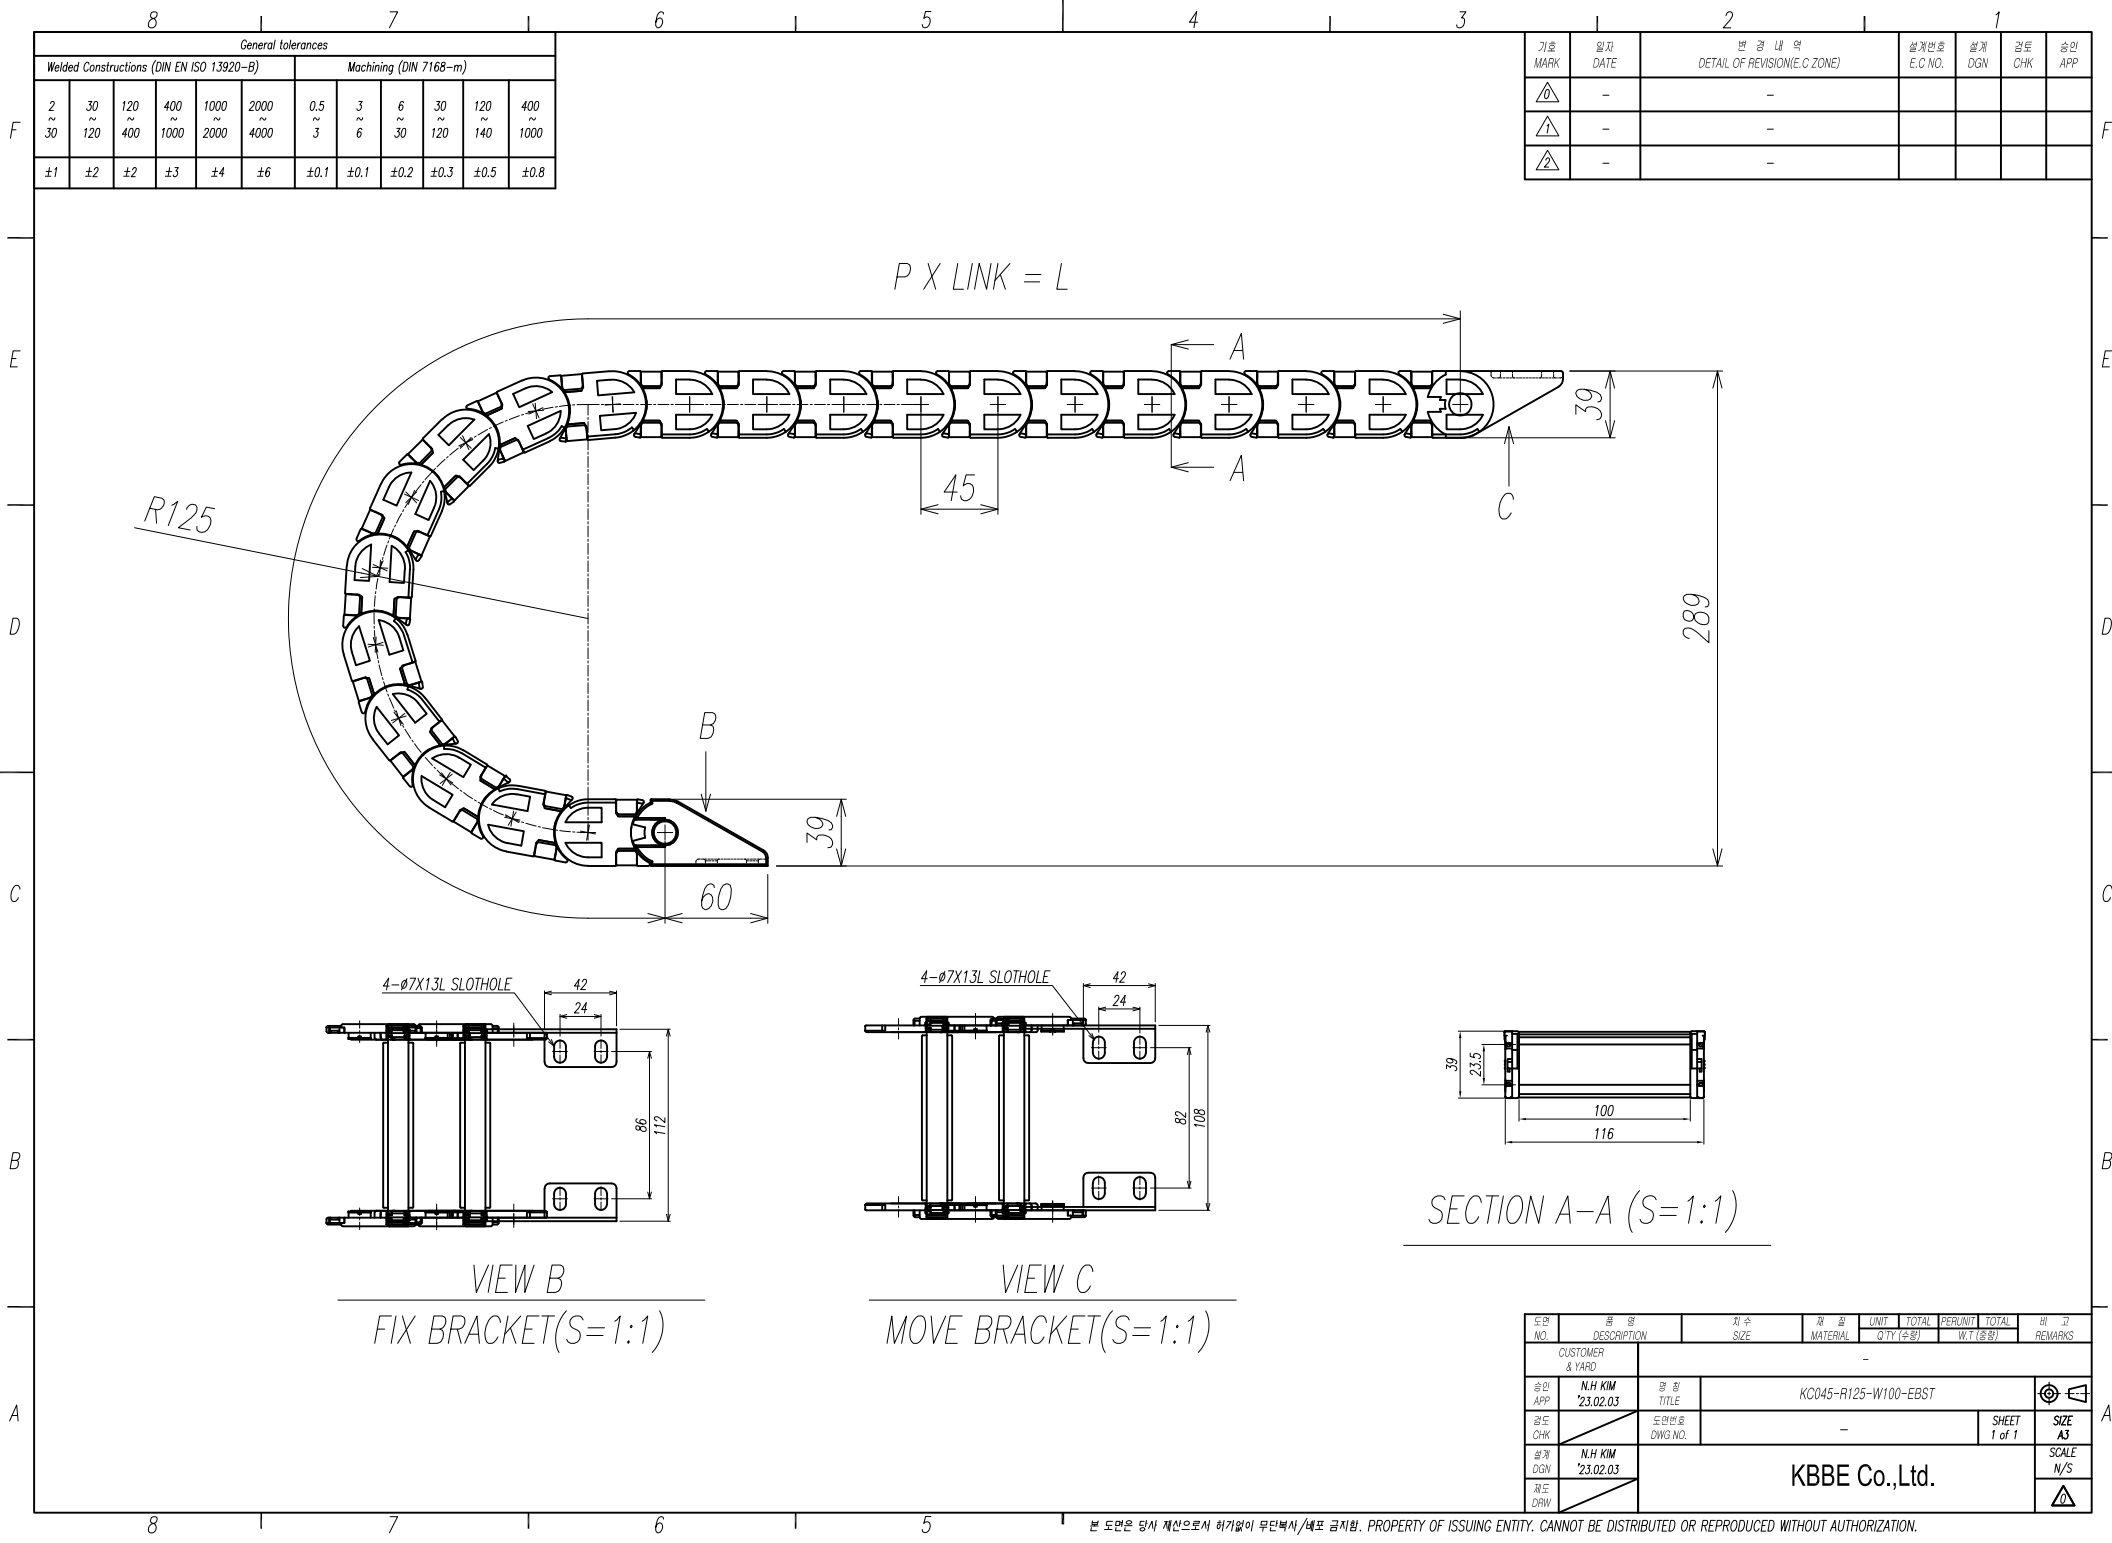 8 7 6 5 4 3 2 1
General tolerances
Welded Constructions (DIN EN ISO 13920-B) Machining (DIN 7168-m)
2 30 120 400 1000 2000 0.5 3 6 30 120 400
~ ~ ~ ~ ~ ~ ~ ~ ~ ~ ~ ~
30 120 400 1000 2000 4000 3 6 30 120 140 1000
±1 ±2 ±2 ±3 ±4 ±6 ±0.1 ±0.1 ±0.2 ±0.3 ±0.5 ±0.8
기호 일자 변 경 내 역 설계번호 설계 검토 승인
MARK DATE DETAIL OF REVISION(E.C ZONE) E.C NO. DGN CHK APP
0 - -
1 - -
2 - -
F F
P X LINK = L
E E
A
39
A
45
C
R125
289
D D
B
39
60
C C
4-ø7X13L SLOTHOLE 42
24
86
112
4-ø7X13L SLOTHOLE 42
24
82
108
39
23.5
100
116
B B
SECTION A-A (S=1:1)
VIEW B
FIX BRACKET(S=1:1)
VIEW C
MOVE BRACKET(S=1:1)
도면 품 명 치 수 재 질 UNIT TOTAL PERUNIT TOTAL 비 고
NO. DESCRIPTION SIZE MATERIAL Q'TY (수량) W.T (중량) REMARKS
CUSTOMER
& YARD -
승인 N.H KIM 명 칭
APP '23.02.03 TITLE KC045-R125-W100-EBST
A A
검도 도면번호 SHEET SIZE
CHK DWG NO. - 1 of 1 A3
설계 N.H KIM SCALE
DGN '23.02.03 N/S
KBBE Co.,Ltd.
제도
DRW 0
8 7 6 5
본 도면은 당사 재산으로서 허가없이 무단복사/배포 금지함. PROPERTY OF ISSUING ENTITY. CANNOT BE DISTRIBUTED OR REPRODUCED WITHOUT AUTHORIZATION.